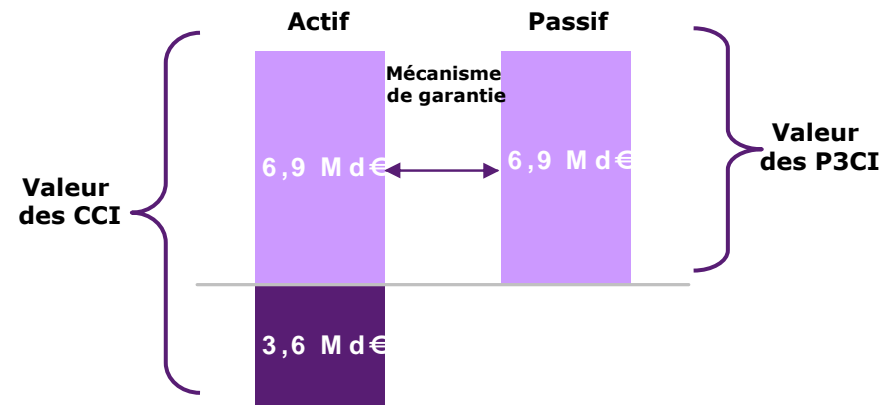 Actif
Passif
Mécanisme
de garantie
6,9 Md€
6,9 Md€
Valeur
des P3CI
Valeur
des CCI
3,6 Md€